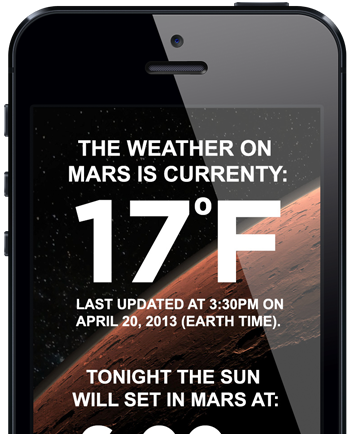 THE WEATHER ON
MARS IS CURRENTY:
17°F
LAST UPDATED AT 3:30PM ON
APRIL 20, 2013 (EARTH TIME).
TONIGHT THE SUN
WILL SET IN MARS AT: